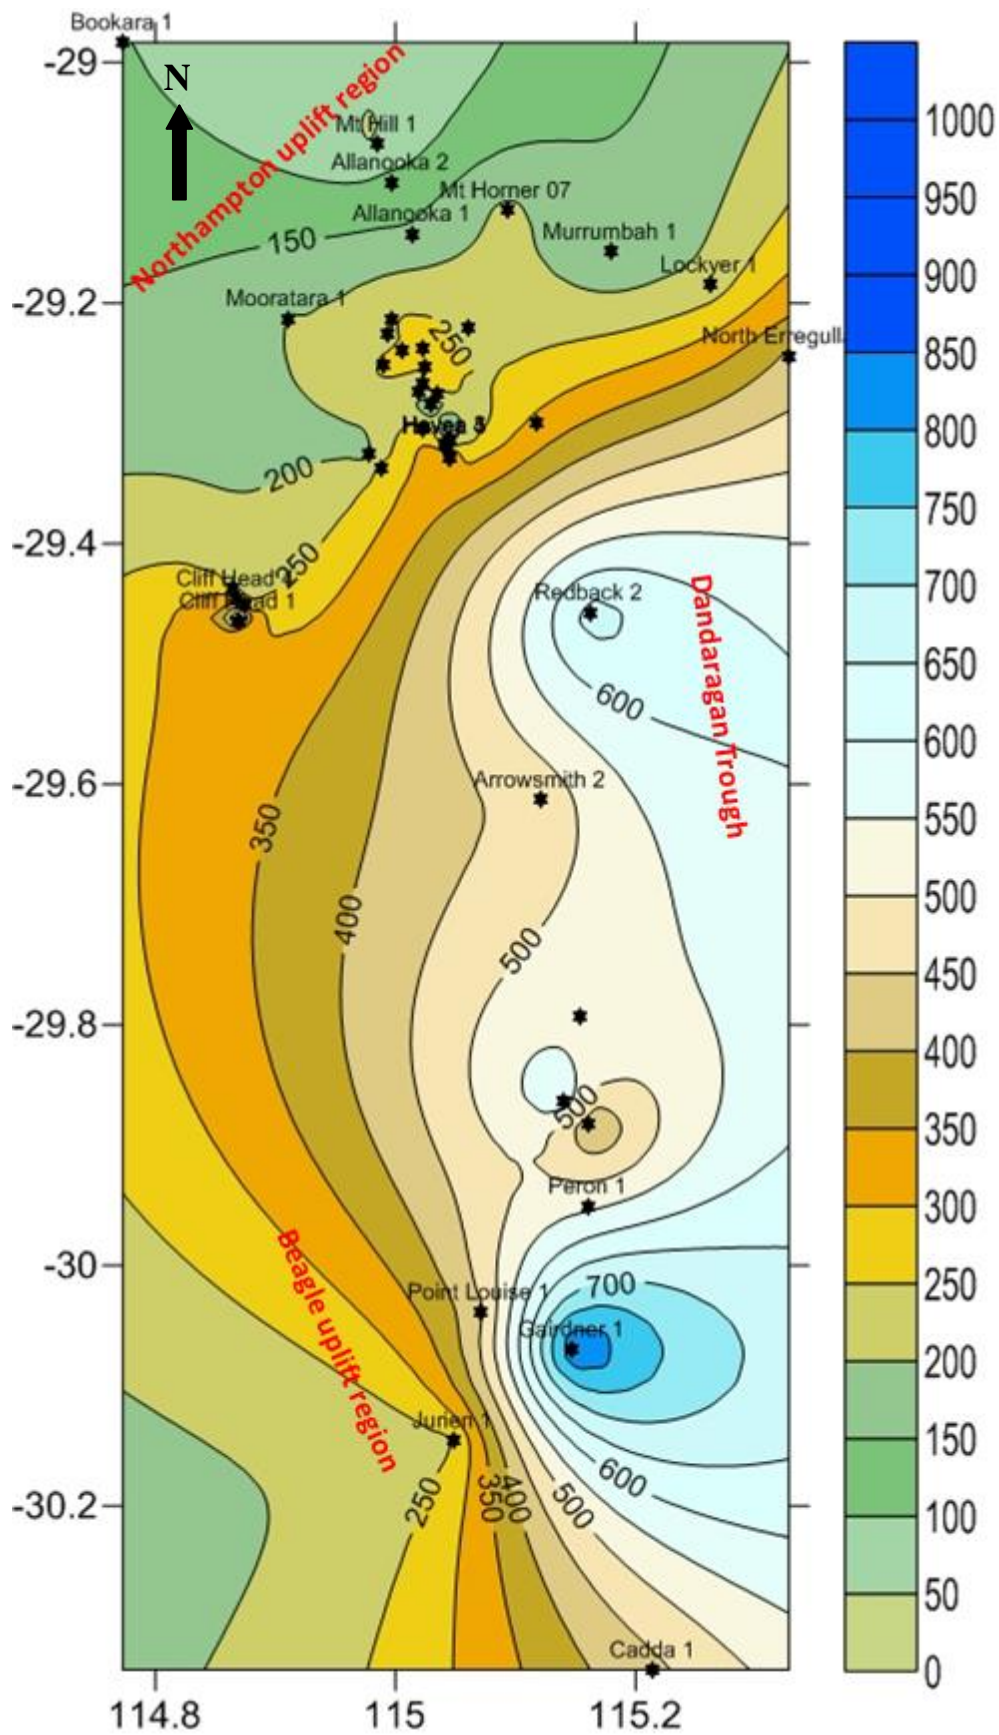 Bookara 1
-29
N
Northampton uplift region
Mt Hill 1
Allanooka 2
Mt Horner 07
Allanooka 1
150
Murrumbah 1
Lockyer 1
-29.2
Mooratara 1
250
North Erregull
200
-29.4
250
Cliff Head 4
Cliff Head 1
Redback 2
Dandaragan Trough
600
-29.6
Arrowsmith 2
350
400
500
-29.8
500
Peron 1
-30
Beagle uplift region
Point Louise 1
700
Gairdner 1
Jurien 1
-30.2
250
350
400
500
600
Cadda 1
114.8
115
115.2
1000
950
900
850
800
750
700
650
600
550
500
450
400
350
300
250
200
150
100
50
0